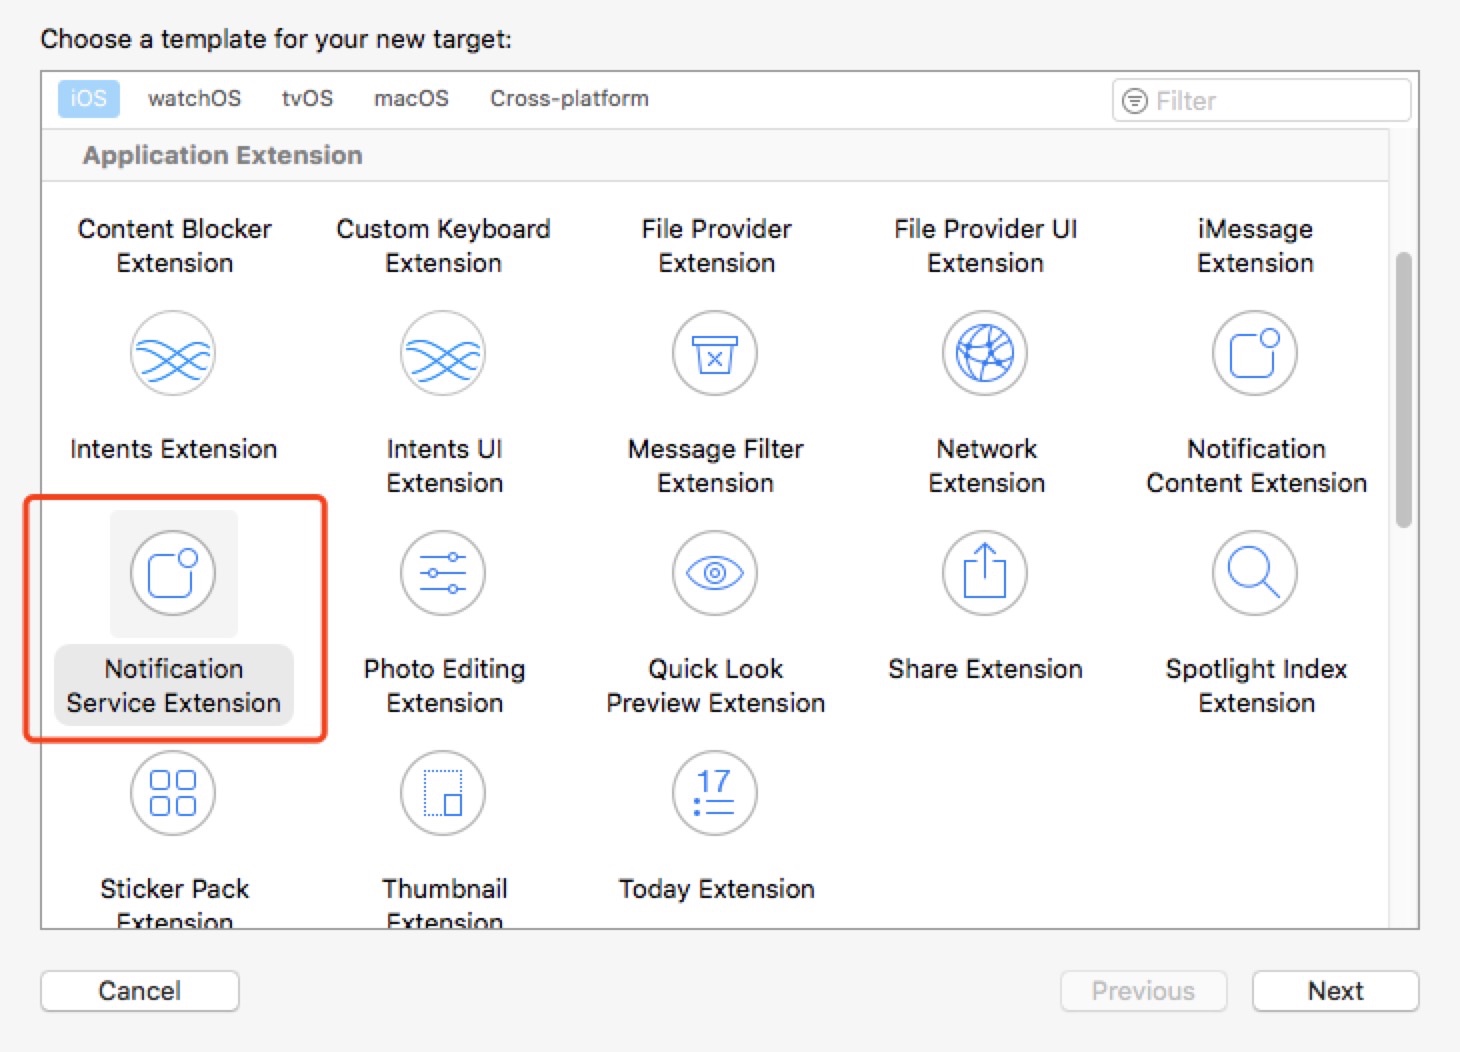 Choose a template for your new target:
iOS watchOS tvOS macOS Cross-platform Filter
Application Extension
Content Blocker Extension
Custom Keyboard Extension
File Provider Extension
File Provider UI Extension
iMessage Extension
Intents Extension
Intents UI Extension
Message Filter Extension
Network Extension
Notification Content Extension
Notification Service Extension
Photo Editing Extension
Quick Look Preview Extension
Share Extension
Spotlight Index Extension
17
Sticker Pack Extension
Thumbnail Extension
Today Extension
Cancel Previous Next